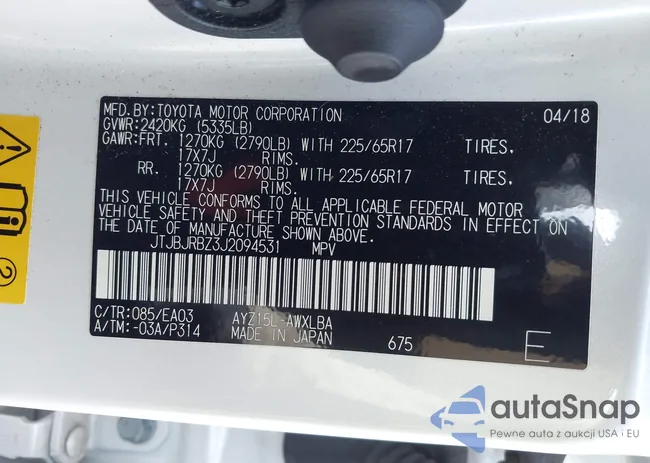 MFD.BY:TOYOTA MOTOR CORPORATION 04/18
GVWR:2420KG (5335LB)
GAWR:FRT. 1270KG (2790LB) WITH 225/65R17 TIRES,
17X7J RIMS.
RR. 1270KG (2790LB) WITH 225/65R17 TIRES,
17X7J RIMS.
THIS VEHICLE CONFORMS TO ALL APPLICABLE FEDERAL MOTOR
VEHICLE SAFETY AND THEFT PREVENTION STANDARDS IN EFFECT ON
THE DATE OF MANUFACTURE SHOWN ABOVE.
JTJBJRBZ3J2094531 MPV
C/TR:085/EA03 AYZ15L-AWXLBA
A/TM:-03A/P314 MADE IN JAPAN 675 E
2
autaSnap
Pewne auta z aukcji USA i EU